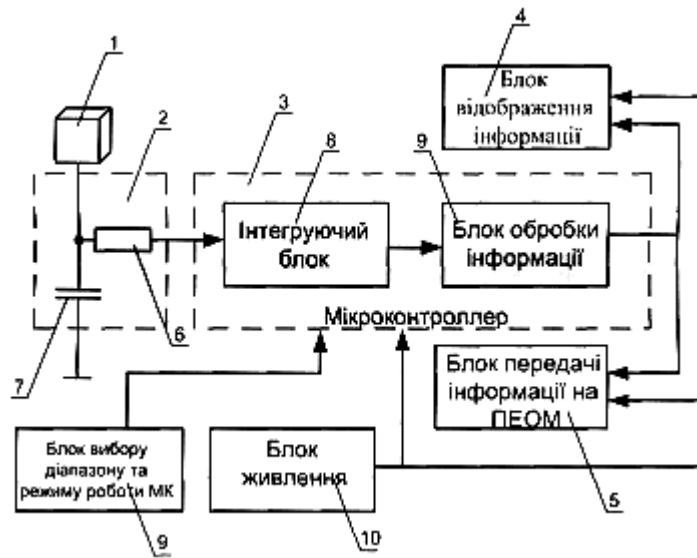 1
2
3
4
Блок
відображення
інформації
8
9
Інтегруючий
блок
Блок обробки
інформації
6
7
Мікроконтроллер
Блок передачі
інформації на
ПЕОМ
5
Блок вибору
діапазону та
режиму роботи МК
9
Блок
живлення
10